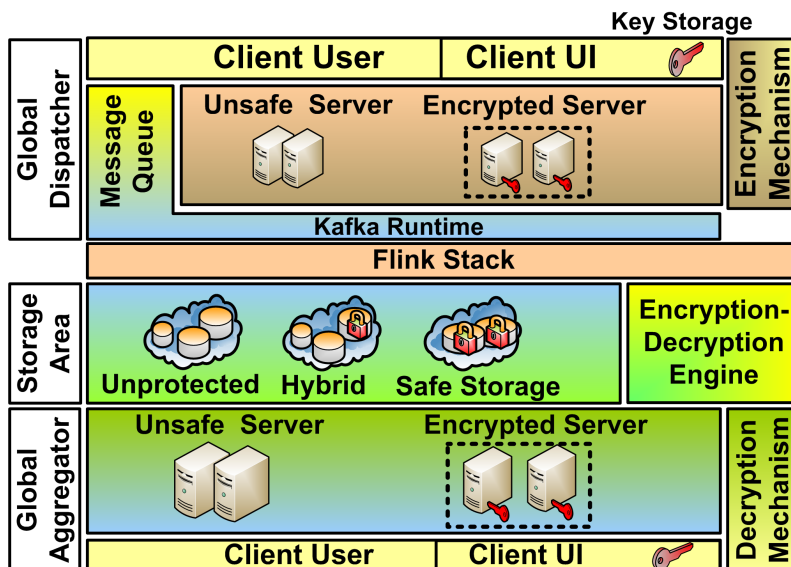 Key Storage
Client User
Client UI
Global
Dispatcher
Message
Queue
Unsafe Server
Encrypted Server
Encryption
Mechanism
Kafka Runtime
Flink Stack
Storage
Area
Unprotected
Hybrid
Safe Storage
Encryption-
Decryption
Engine
Global
Aggregator
Unsafe Server
Encrypted Server
Decryption
Mechanism
Client User
Client UI